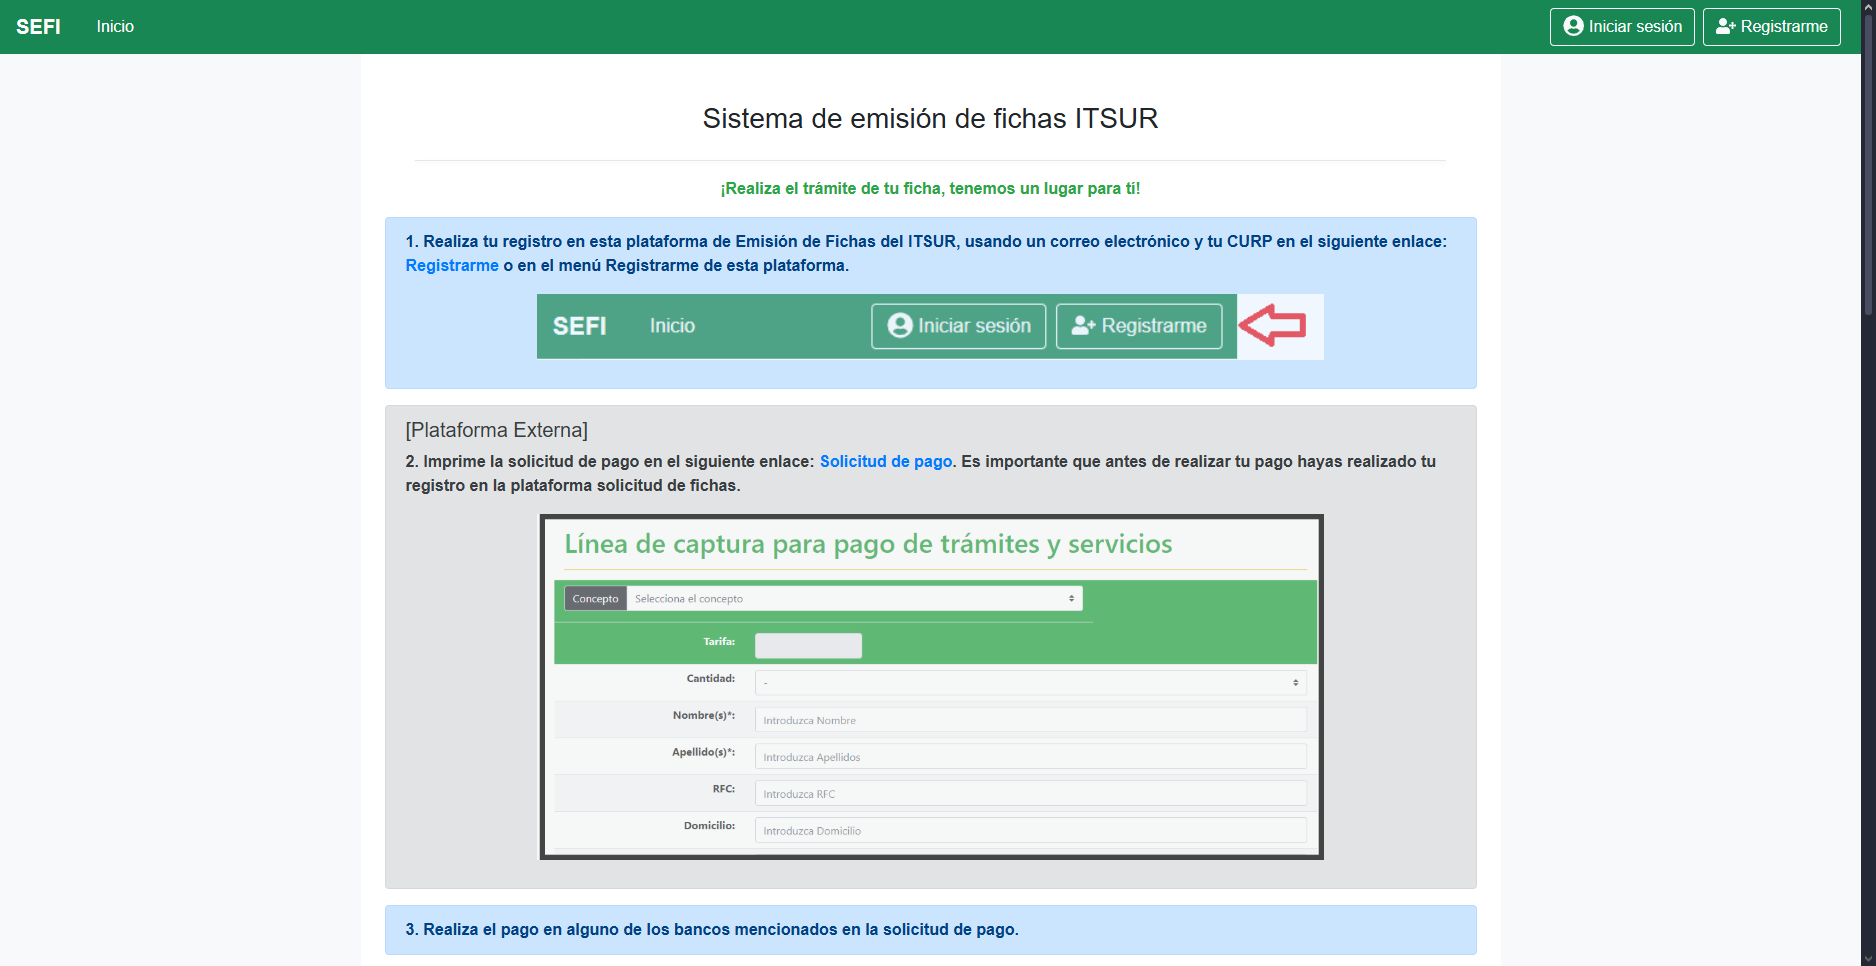 SEFI Inicio Iniciar sesión Registrarme
Sistema de emisión de fichas ITSUR
¡Realiza el trámite de tu ficha, tenemos un lugar para tí!
1. Realiza tu registro en esta plataforma de Emisión de Fichas del ITSUR, usando un correo electrónico y tu CURP en el siguiente enlace:
Registrarme o en el menú Registrarme de esta plataforma.
SEFI Inicio Iniciar sesión Registrarme
[Plataforma Externa]
2. Imprime la solicitud de pago en el siguiente enlace: Solicitud de pago. Es importante que antes de realizar tu pago hayas realizado tu
registro en la plataforma solicitud de fichas.
Línea de captura para pago de trámites y servicios
Concepto Selecciona el concepto
Tarifa:
Cantidad: -
Nombre(s)*: Introduzca Nombre
Apellido(s)*: Introduzca Apellidos
RFC: Introduzca RFC
Domicilio: Introduzca Domicilio
3. Realiza el pago en alguno de los bancos mencionados en la solicitud de pago.